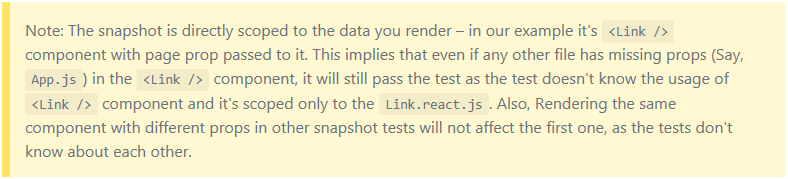 Note: The snapshot is directly scoped to the data you render – in our example it's <Link />
component with page prop passed to it. This implies that even if any other file has missing props (Say,
App.js) in the <Link /> component, it will still pass the test as the test doesn't know the usage of
<Link /> component and it's scoped only to the Link.react.js. Also, Rendering the same
component with different props in other snapshot tests will not affect the first one, as the tests don't
know about each other.